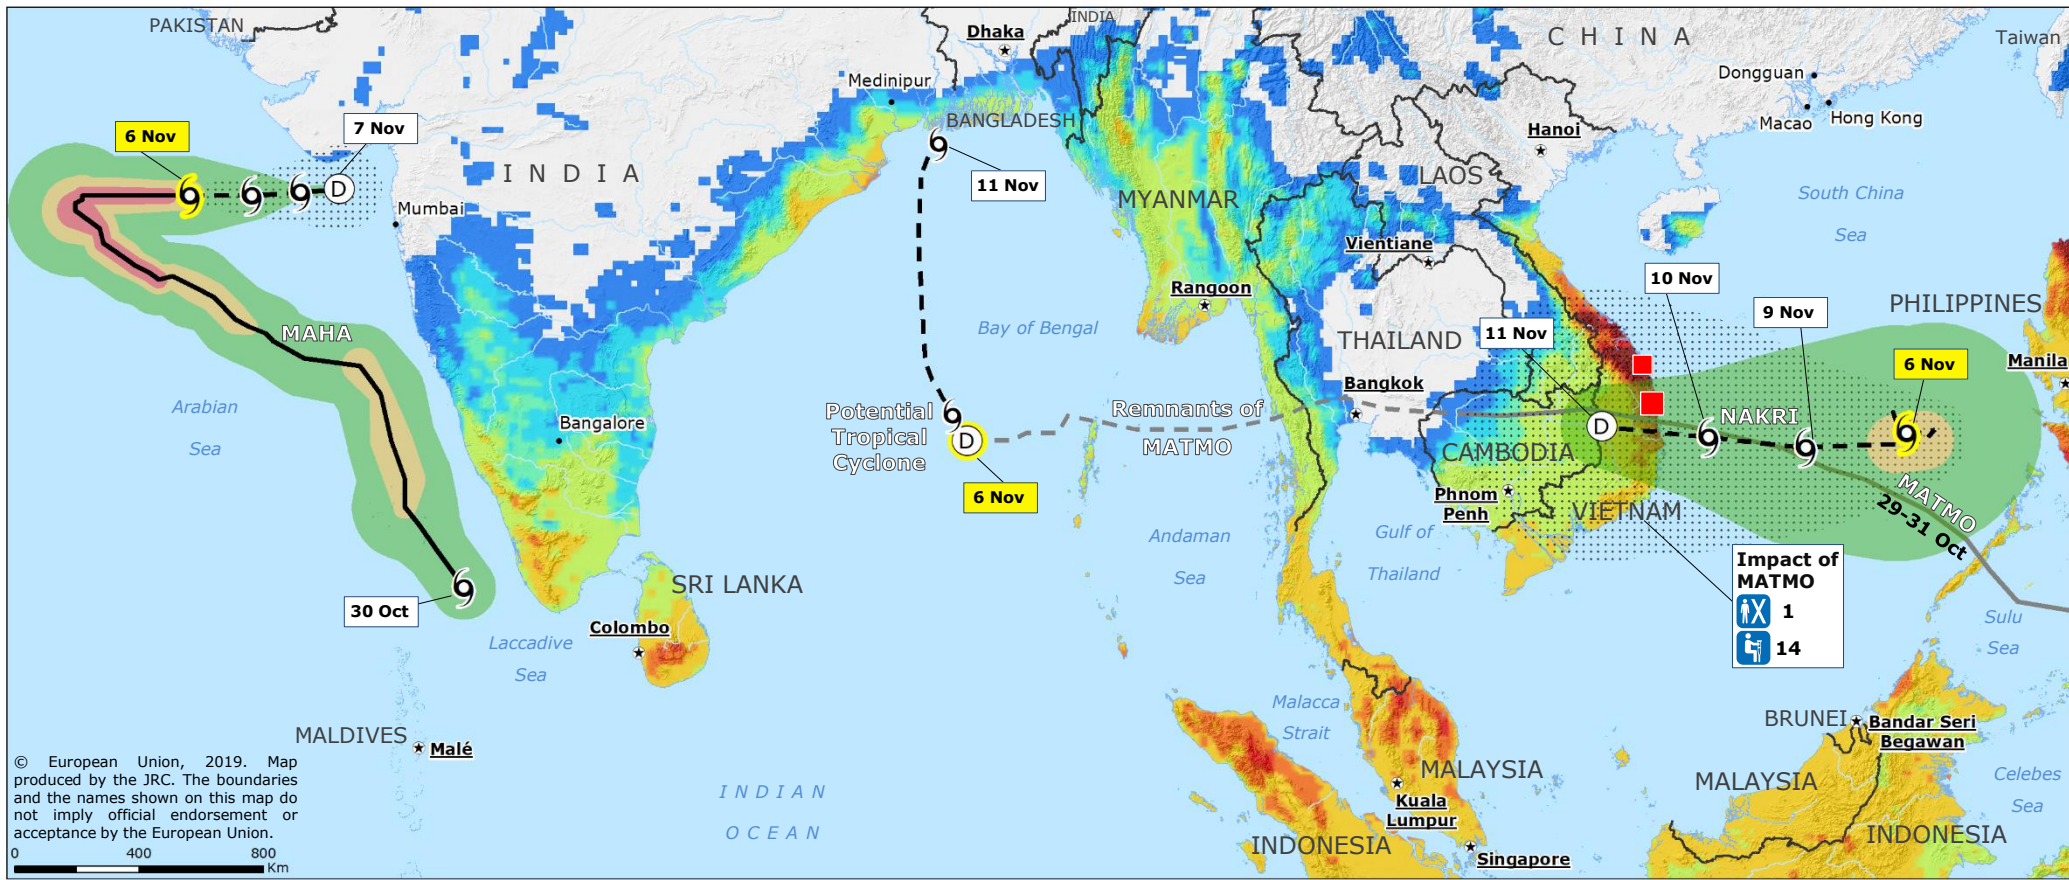 PAKISTAN
INDIA
Dhaka
CHINA
Taiwan
Medinipur
Dongguan
BANGLADESH
Macao
Hong Kong
Hanoi
6 Nov
7 Nov
D
INDIA
11 Nov
LAOS
MYANMAR
South China
Sea
Mumbai
Vientiane
10 Nov
Rangoon
9 Nov
PHILIPPINES
MAHA
Bay of Bengal
THAILAND
11 Nov
Manila
6 Nov
Bangkok
Arabian
Sea
Bangalore
Potential
Tropical
Cyclone
D
Remnants of
MATMO
D
NAKRI
CAMBODIA
6 Nov
Phnom
Penh
VIETNAM
MATMO
29-31 Oct
Andaman
Sea
Gulf of
Thailand
Impact of
MATMO
1
14
30 Oct
SRI LANKA
Colombo
Laccadive
Sea
Sulu
Sea
Malacca
Strait
MALDIVES
Malé
BRUNEI
Bandar Seri
Begawan
MALAYSIA
Kuala
Lumpur
MALAYSIA
Celebes
Sea
INDIAN
OCEAN
INDONESIA
Singapore
INDONESIA
© European Union, 2019. Map
produced by the JRC. The boundaries
and the names shown on this map do
not imply official endorsement or
acceptance by the European Union.
0 400 800
Km